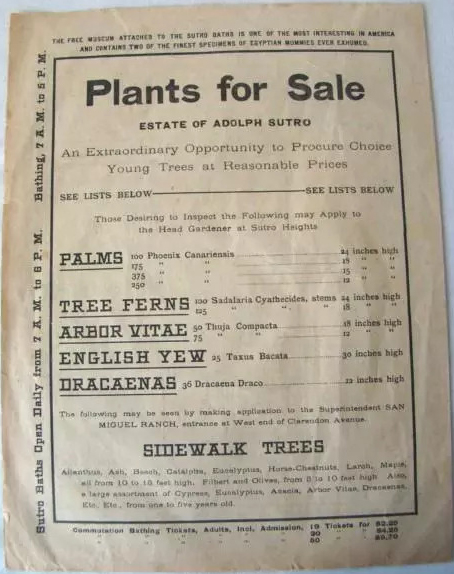 THE FREE MUSEUM ATTACHED TO THE SUTRO BATHS IS ONE OF THE MOST INTERESTING IN AMERICA
AND CONTAINS TWO OF THE FINEST SPECIMENS OF EGYPTIAN MUMMIES EVER EXHUMED.
Plants for Sale
ESTATE OF ADOLPH SUTRO
An Extraordinary Opportunity to Procure Choice
Young Trees at Reasonable Prices
SEE LISTS BELOW SEE LISTS BELOW
Those Desiring to Inspect the Following may Apply to
the Head Gardener at Sutro Heights
PALMS 100 Phoenix Canariensis 24 inches high
175 " " 18 " "
375 " " 15 " "
250 " " 12 " "
TREE FERNS 100 Sadalaria Cyathecides, stems 24 inches high
125 " " " 18 " "
ARBOR VITAE 50 Thuja Compacta 18 inches high
75 " " 12 " "
ENGLISH YEW 25 Taxus Bacata 30 inches high
DRACAENAS 36 Dracaena Draco 22 inches high
The following may be seen by making application to the Superintendent SAN
MIGUEL RANCH, entrance at West end of Clarendon Avenue.
SIDEWALK TREES
Ailanthus, Ash, Beech, Catalpha, Eucalyptus, Horse-Chestnuts, Larch, Maple,
all from 10 to 18 feet high. Filbert and Olives, from 8 to 10 feet high Also,
a large assortment of Cypress, Eucalyptus, Acacia, Arbor Vitae, Dracaenas,
Etc., Etc., from one to five years old.
Commutation Bathing Tickets, Adults, Incl, Admission, 10 Tickets for $2.25
" " " " " 20 " " $4.25
" " " " " 50 " "
Sutro Baths Open Daily from 7 A. M. to 6 P. M. Bathing, 7 A. M. to 5 P. M.